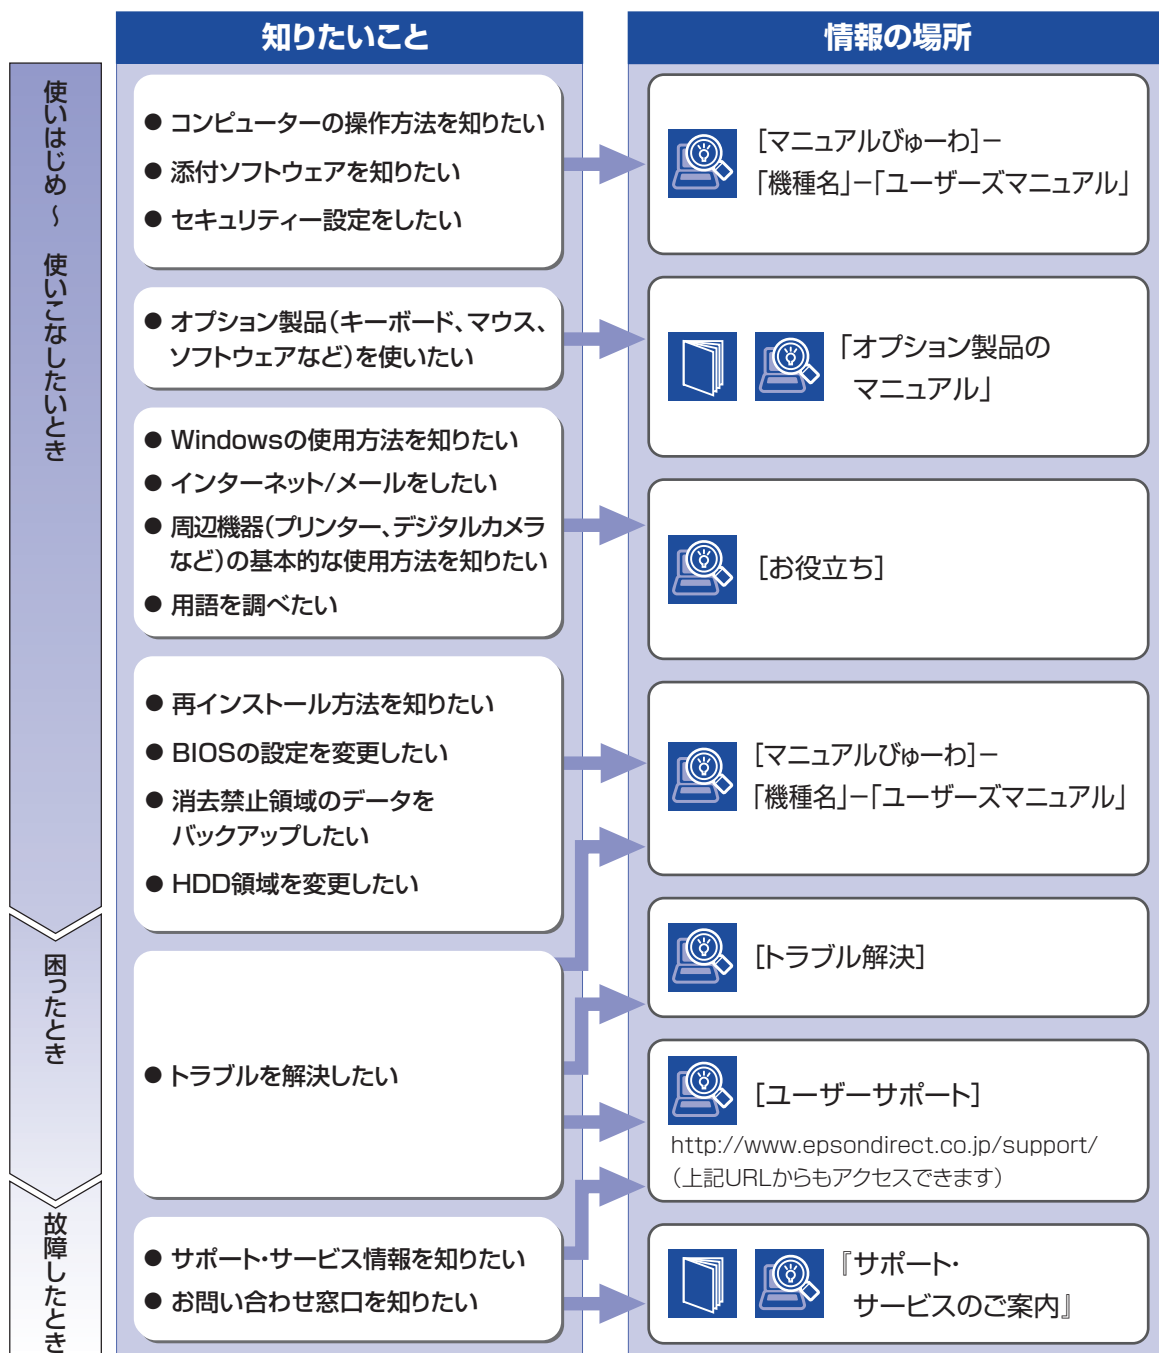 知りたいこと
情報の場所
使いはじめ～使いこなしたいとき
● コンピューターの操作方法を知りたい
● 添付ソフトウェアを知りたい
● セキュリティー設定をしたい
[マニュアルびゅーわ]－
「機種名」－「ユーザーズマニュアル」
● オプション製品（キーボード、マウス、
ソフトウェアなど）を使いたい
「オプション製品の
マニュアル」
● Windowsの使用方法を知りたい
● インターネット/メールをしたい
● 周辺機器（プリンター、デジタルカメラ
など）の基本的な使用方法を知りたい
● 用語を調べたい
[お役立ち]
● 再インストール方法を知りたい
● BIOSの設定を変更したい
● 消去禁止領域のデータを
バックアップしたい
● HDD領域を変更したい
[マニュアルびゅーわ]－
「機種名」－「ユーザーズマニュアル」
困ったとき
● トラブルを解決したい
[トラブル解決]
[ユーザーサポート]
http://www.epsondirect.co.jp/support/
（上記URLからもアクセスできます）
故障したとき
● サポート・サービス情報を知りたい
● お問い合わせ窓口を知りたい
『サポート・
サービスのご案内』